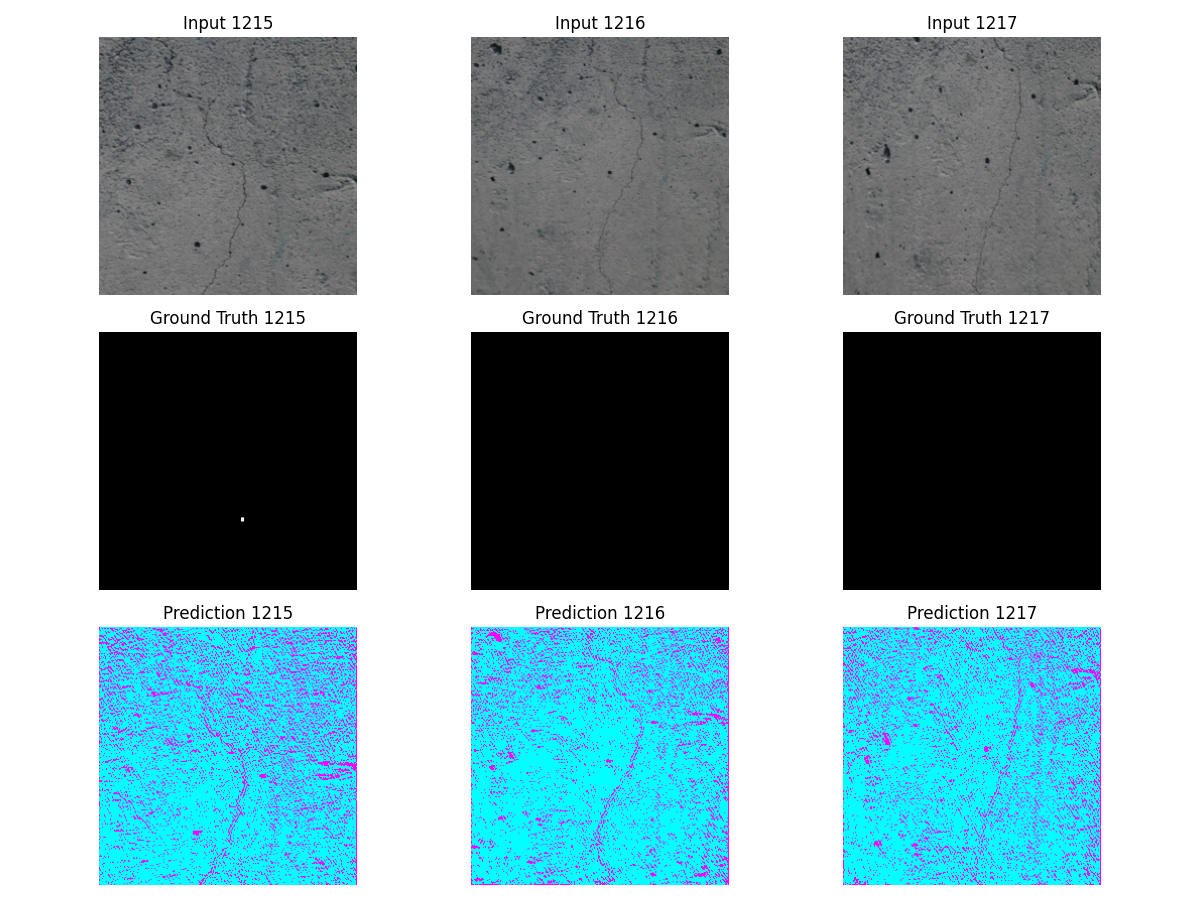 Input 1215
Input 1216
Input 1217
Ground Truth 1215
Ground Truth 1216
Ground Truth 1217
Prediction 1215
Prediction 1216
Prediction 1217